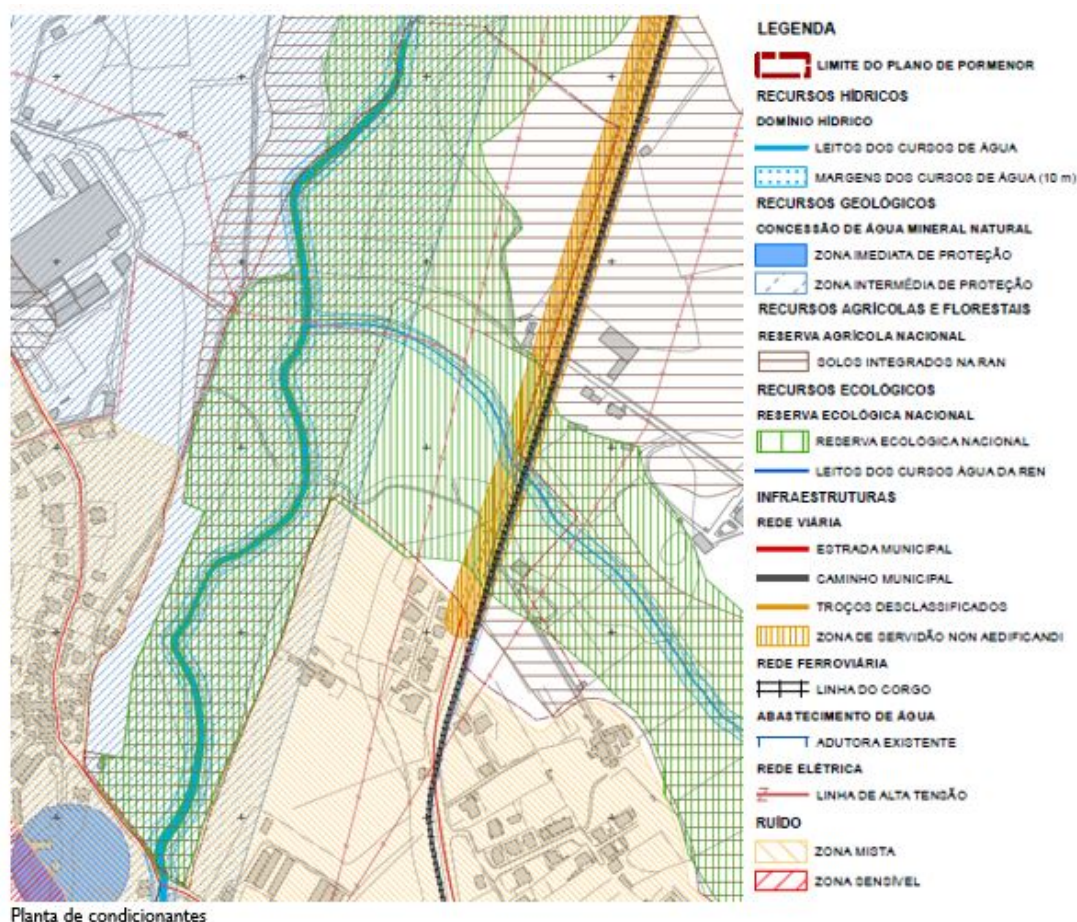 LEGENDA
LIMITE DO PLANO DE PORMENOR
RECURSOS HÍDRICOS
DOMÍNIO HÍDRICO
LEITOS DOS CURSOS DE ÁGUA
MARGENS DOS CURSOS DE ÁGUA (10 m)
RECURSOS GEOLÓGICOS
CONCESSÃO DE ÁGUA MINERAL NATURAL
ZONA IMEDIATA DE PROTEÇÃO
ZONA INTERMÉDIA DE PROTEÇÃO
RECURSOS AGRÍCOLAS E FLORESTAIS
RESERVA AGRÍCOLA NACIONAL
SOLOS INTEGRADOS NA RAN
RECURSOS ECOLÓGICOS
RESERVA ECOLÓGICA NACIONAL
RESERVA ECOLÓGICA NACIONAL
LEITOS DOS CURSOS ÁGUA DA REN
INFRAESTRUTURAS
REDE VIÁRIA
ESTRADA MUNICIPAL
CAMINHO MUNICIPAL
TROÇOS DESCLASSIFICADOS
ZONA DE SERVIDÃO NON AEDIFICANDI
REDE FERROVIÁRIA
LINHA DO CORGO
ABASTECIMENTO DE ÁGUA
ADUTORA EXISTENTE
REDE ELÉTRICA
LINHA DE ALTA TENSÃO
RUÍDO
ZONA MISTA
ZONA SENSÍVEL
Planta de condicionantes